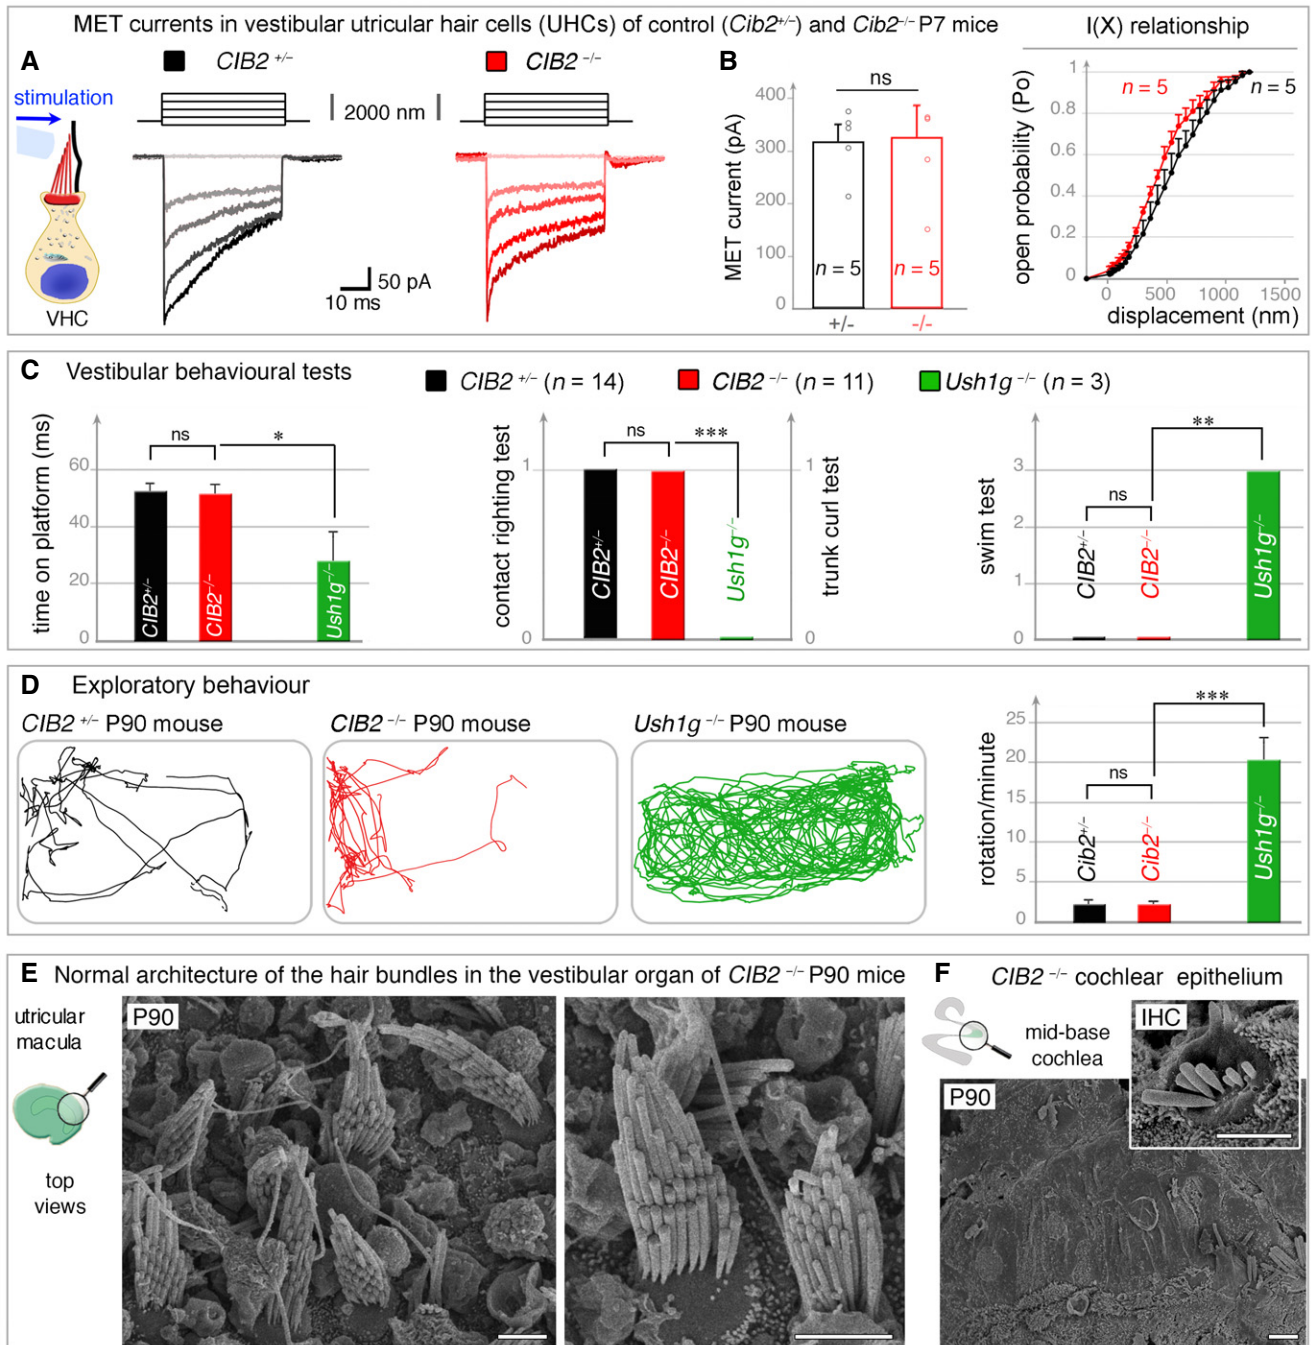 MET currents in vestibular utricular hair cells (UHCs) of control (Cib2+/−) and Cib2−/− P7 mice
I(X) relationship
A
CIB2 +/−
CIB2 −/−
stimulation
2000 nm
50 pA
10 ms
VHC
B
ns
MET current (pA)
400
300
200
100
0
n = 5
n = 5
+/-
-/-
open probability (Po)
1
0.8
0.6
0.4
0.2
0
n = 5
n = 5
0
500
1000
1500
displacement (nm)
C
Vestibular behavioural tests
CIB2 +/− (n = 14)
CIB2 −/− (n = 11)
Ush1g −/− (n = 3)
time on platform (ms)
60
40
20
0
ns
*
CIB2+/−
CIB2−/−
Ush1g−/−
contact righting test
1
0
ns
***
CIB2+/−
CIB2−/−
Ush1g−/−
1
0
trunk curl test
swim test
3
2
1
0
ns
**
CIB2+/−
CIB2−/−
Ush1g−/−
D
Exploratory behaviour
CIB2 +/− P90 mouse
CIB2 −/− P90 mouse
Ush1g −/− P90 mouse
rotation/minute
25
20
15
10
5
0
ns
***
Cib2+/−
Cib2−/−
Ush1g−/−
E
Normal architecture of the hair bundles in the vestibular organ of CIB2 −/− P90 mice
utricular
macula
top
views
P90
F
CIB2 −/− cochlear epithelium
mid-base
cochlea
IHC
P90